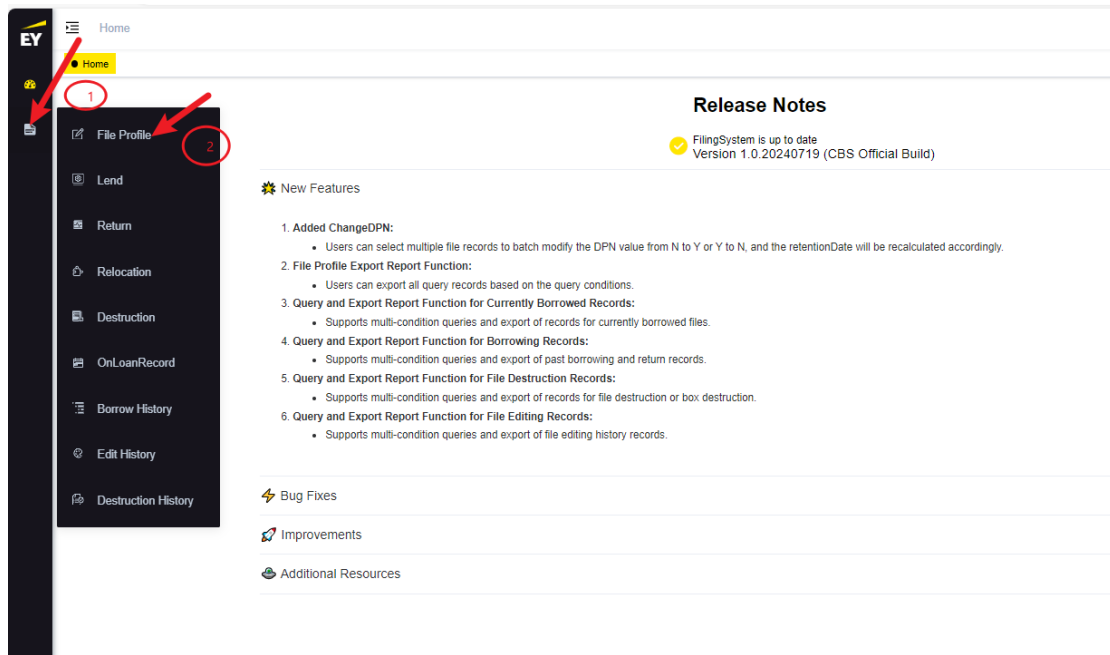 EY
Home
Home
1
File Profile
2
Lend
Return
Relocation
Destruction
OnLoanRecord
Borrow History
Edit History
Destruction History
Release Notes
FilingSystem is up to date
Version 1.0.20240719 (CBS Official Build)
New Features
1. Added ChangeDPN:
• Users can select multiple file records to batch modify the DPN value from N to Y or Y to N, and the retentionDate will be recalculated accordingly.
2. File Profile Export Report Function:
• Users can export all query records based on the query conditions.
3. Query and Export Report Function for Currently Borrowed Records:
• Supports multi-condition queries and export of records for currently borrowed files.
4. Query and Export Report Function for Borrowing Records:
• Supports multi-condition queries and export of past borrowing and return records.
5. Query and Export Report Function for File Destruction Records:
• Supports multi-condition queries and export of records for file destruction or box destruction.
6. Query and Export Report Function for File Editing Records:
• Supports multi-condition queries and export of file editing history records.
Bug Fixes
Improvements
Additional Resources